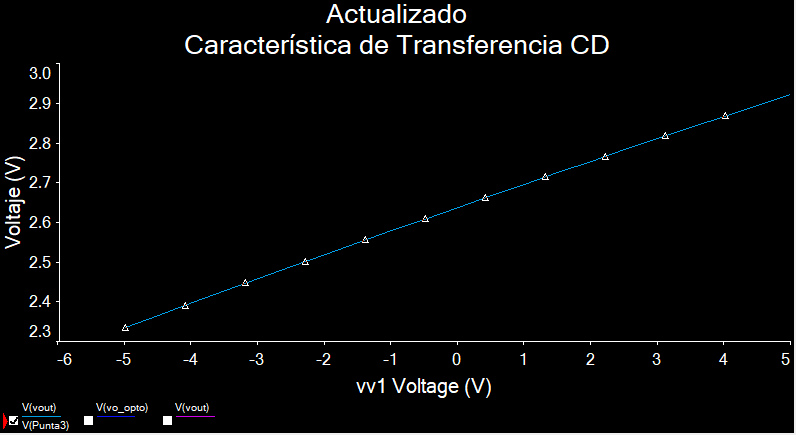 Actualizado
Característica de Transferencia CD
3.0
2.9
2.8
2.7
2.6
2.5
2.4
2.3
Voltaje (V)
-6 -5 -4 -3 -2 -1 0 1 2 3 4 5
vv1 Voltage (V)
V(vout) V(vo_opto) V(vout)
V(Punta3)